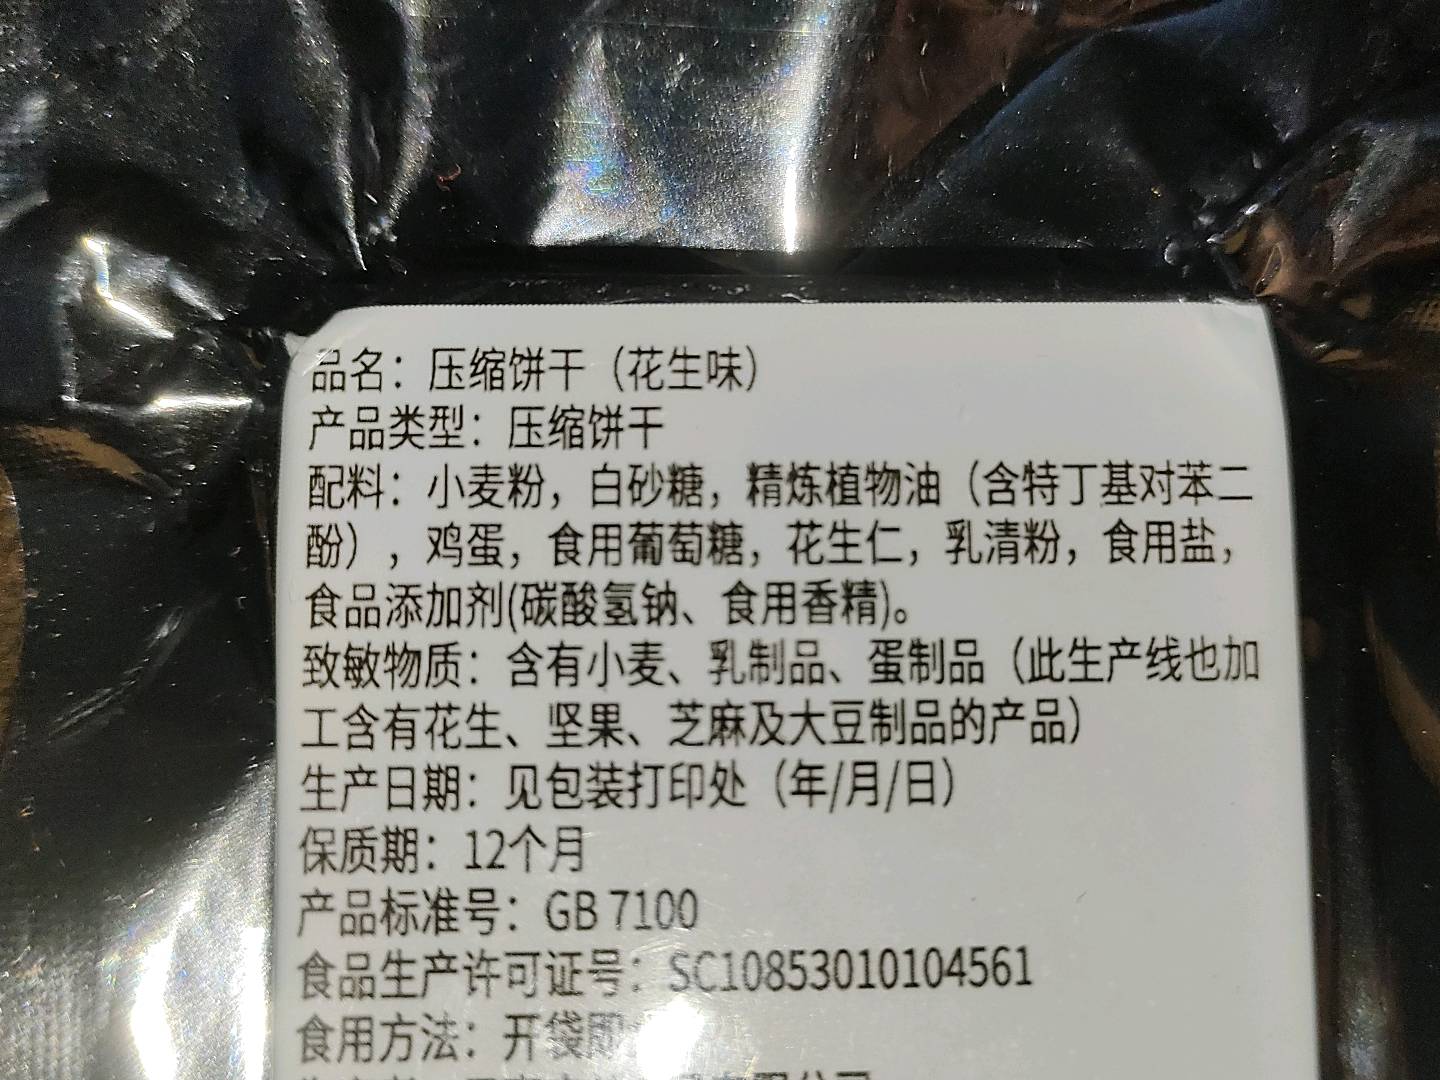 品名：压缩饼干（花生味）
产品类型：压缩饼干
配料：小麦粉，白砂糖，精炼植物油（含特丁基对苯二
酚），鸡蛋，食用葡萄糖，花生仁，乳清粉，食用盐，
食品添加剂(碳酸氢钠、食用香精)。
致敏物质：含有小麦、乳制品、蛋制品（此生产线也加
工含有花生、坚果、芝麻及大豆制品的产品）
生产日期：见包装打印处（年/月/日）
保质期：12个月
产品标准号：GB 7100
食品生产许可证号：SC10853010104561
食用方法：开袋即